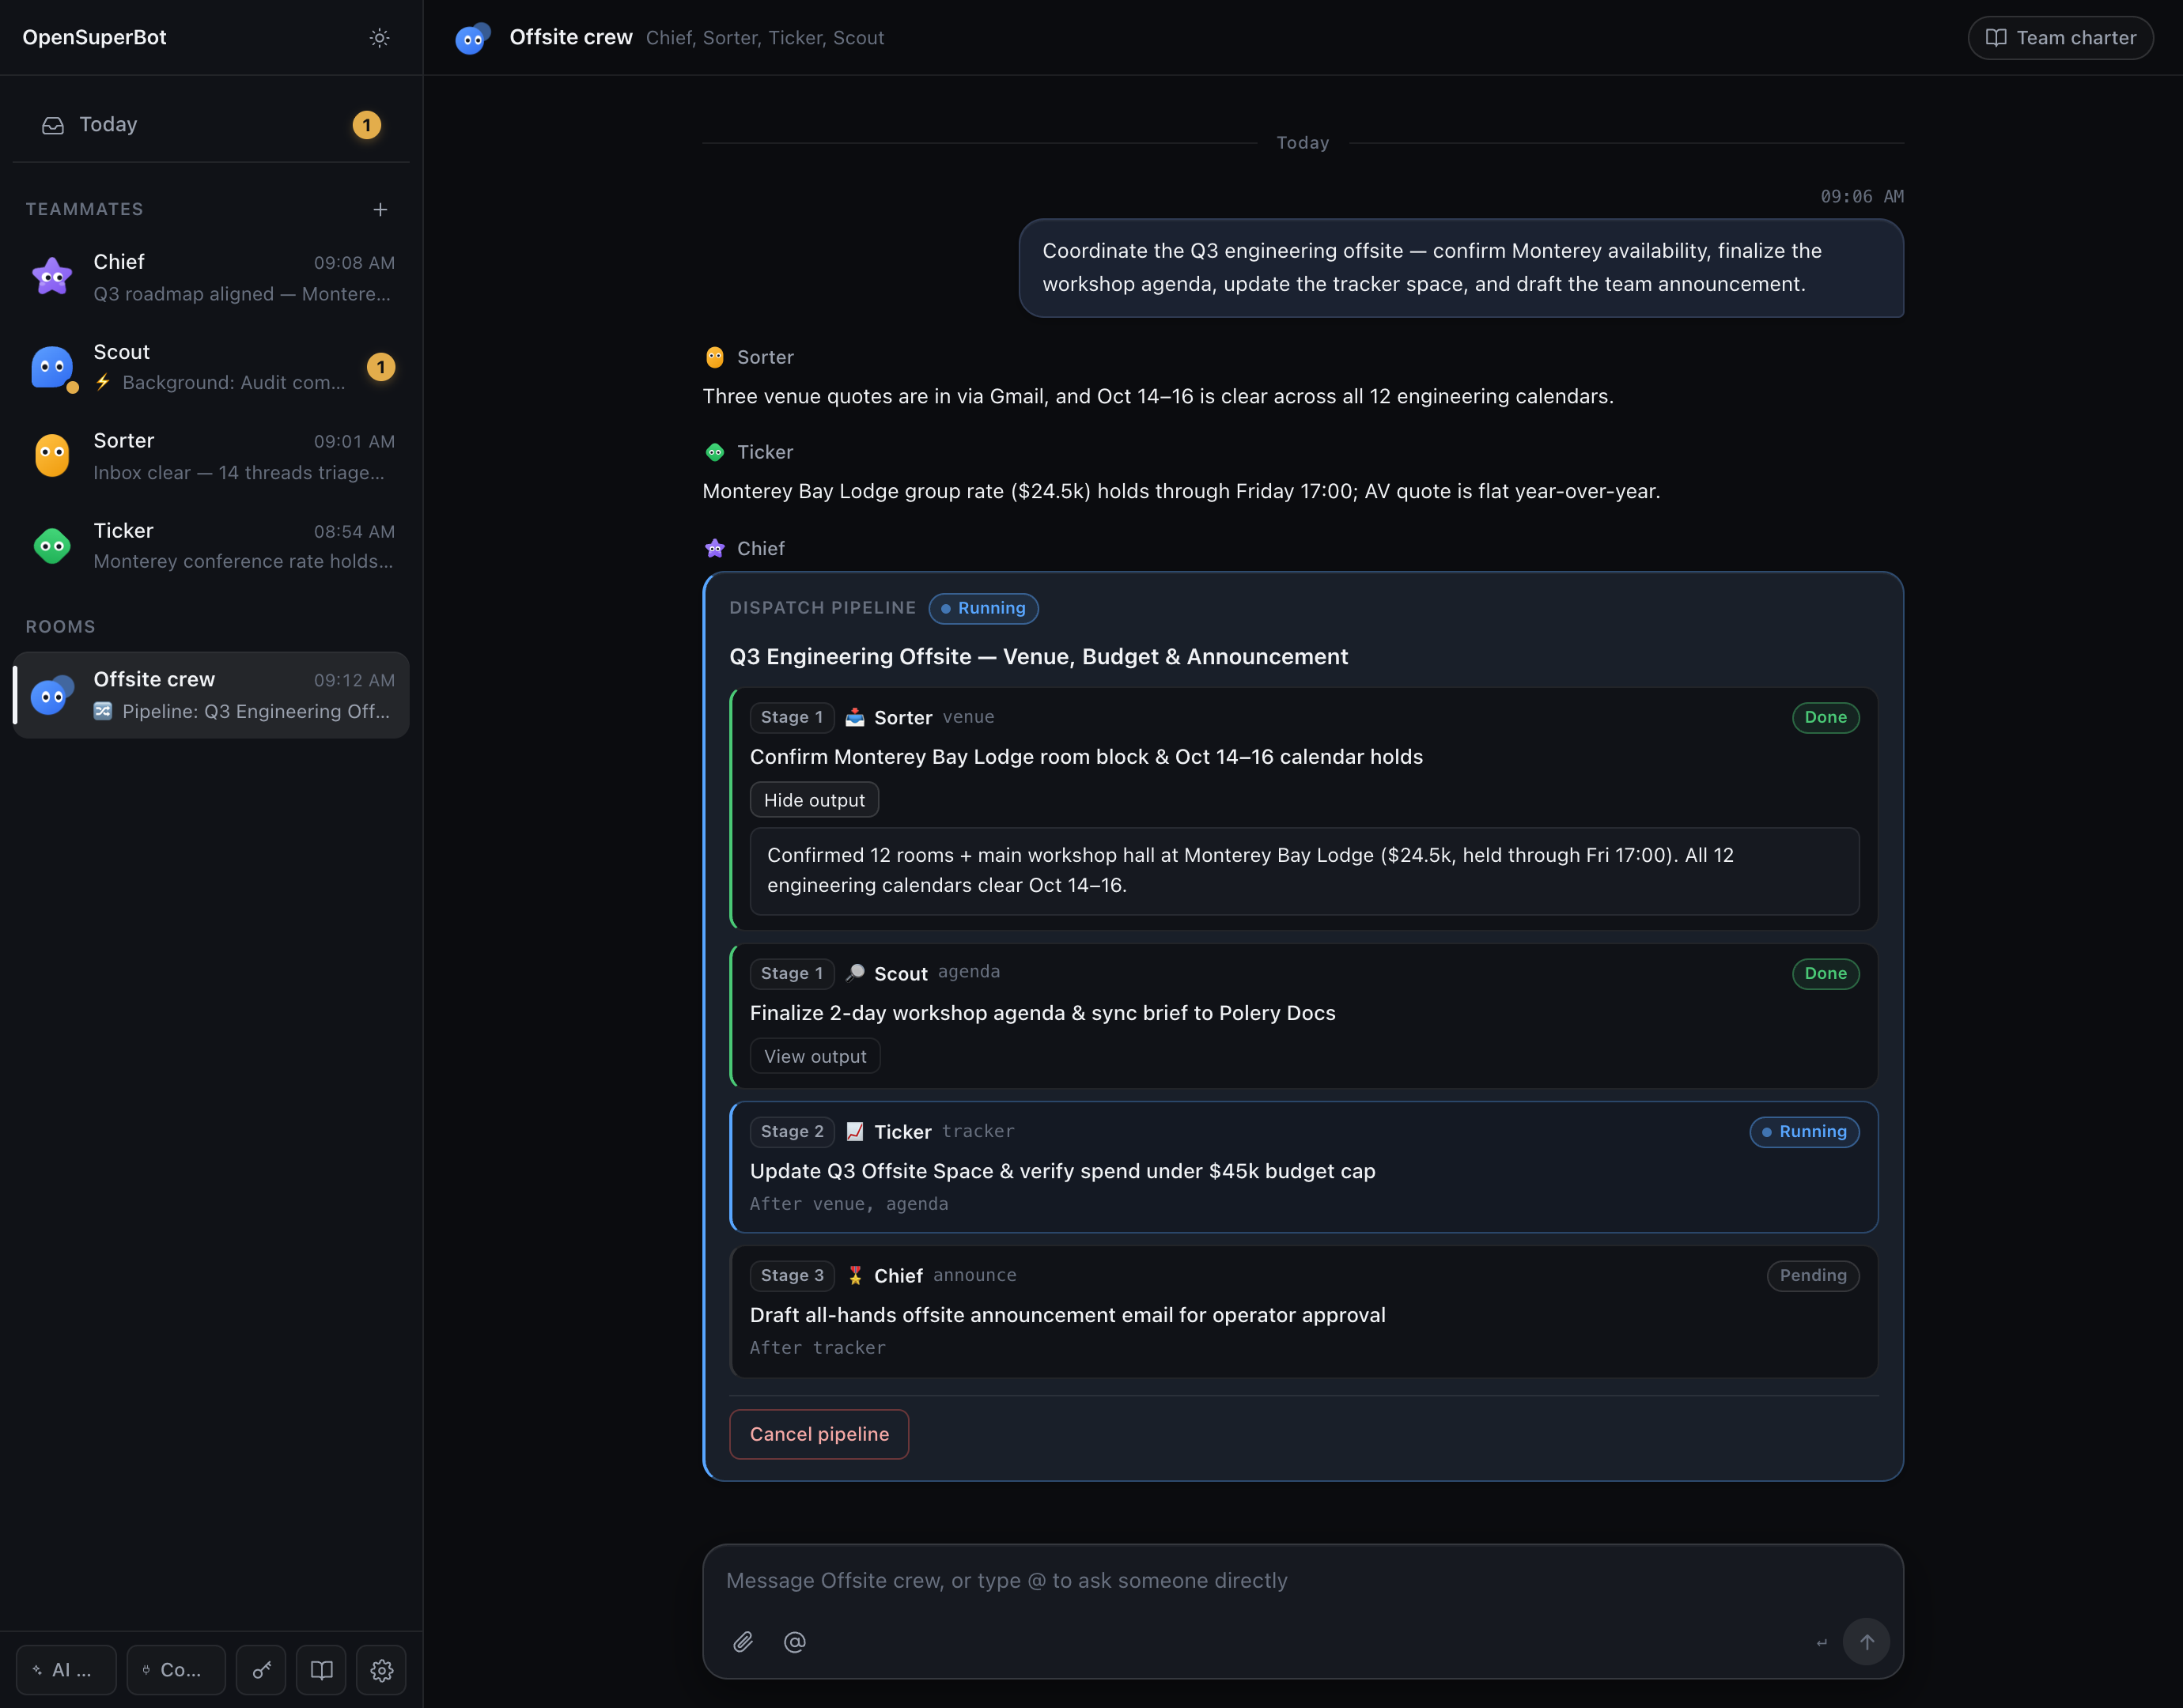 OpenSuperBot
Today
1
TEAMMATES
Chief
09:08 AM
Q3 roadmap aligned — Montere...
Scout
Background: Audit com...
1
Sorter
09:01 AM
Inbox clear — 14 threads triage...
Ticker
08:54 AM
Monterey conference rate holds...
ROOMS
Offsite crew
09:12 AM
Pipeline: Q3 Engineering Off...
AI ...
Co...
Offsite crew Chief, Sorter, Ticker, Scout
Team charter
Today
09:06 AM
Coordinate the Q3 engineering offsite — confirm Monterey availability, finalize the
workshop agenda, update the tracker space, and draft the team announcement.
Sorter
Three venue quotes are in via Gmail, and Oct 14–16 is clear across all 12 engineering calendars.
Ticker
Monterey Bay Lodge group rate ($24.5k) holds through Friday 17:00; AV quote is flat year-over-year.
Chief
DISPATCH PIPELINE Running
Q3 Engineering Offsite — Venue, Budget & Announcement
Stage 1 Sorter venue Done
Confirm Monterey Bay Lodge room block & Oct 14–16 calendar holds
Hide output
Confirmed 12 rooms + main workshop hall at Monterey Bay Lodge ($24.5k, held through Fri 17:00). All 12
engineering calendars clear Oct 14–16.
Stage 1 Scout agenda Done
Finalize 2-day workshop agenda & sync brief to Polery Docs
View output
Stage 2 Ticker tracker Running
Update Q3 Offsite Space & verify spend under $45k budget cap
After venue, agenda
Stage 3 Chief announce Pending
Draft all-hands offsite announcement email for operator approval
After tracker
Cancel pipeline
Message Offsite crew, or type @ to ask someone directly